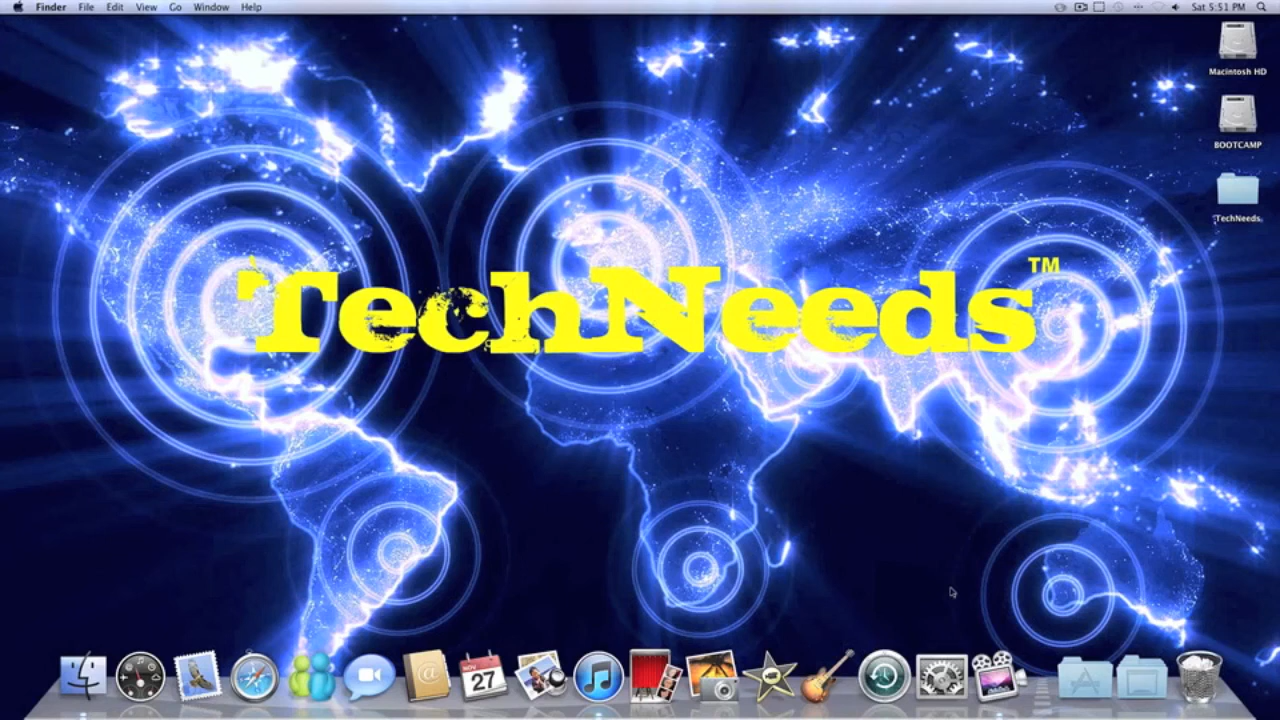 Finder File Edit View Go Window Help
Sat 5:51 PM
Macintosh HD
BOOTCAMP
TechNeeds
TechNeeds™
NOV
27